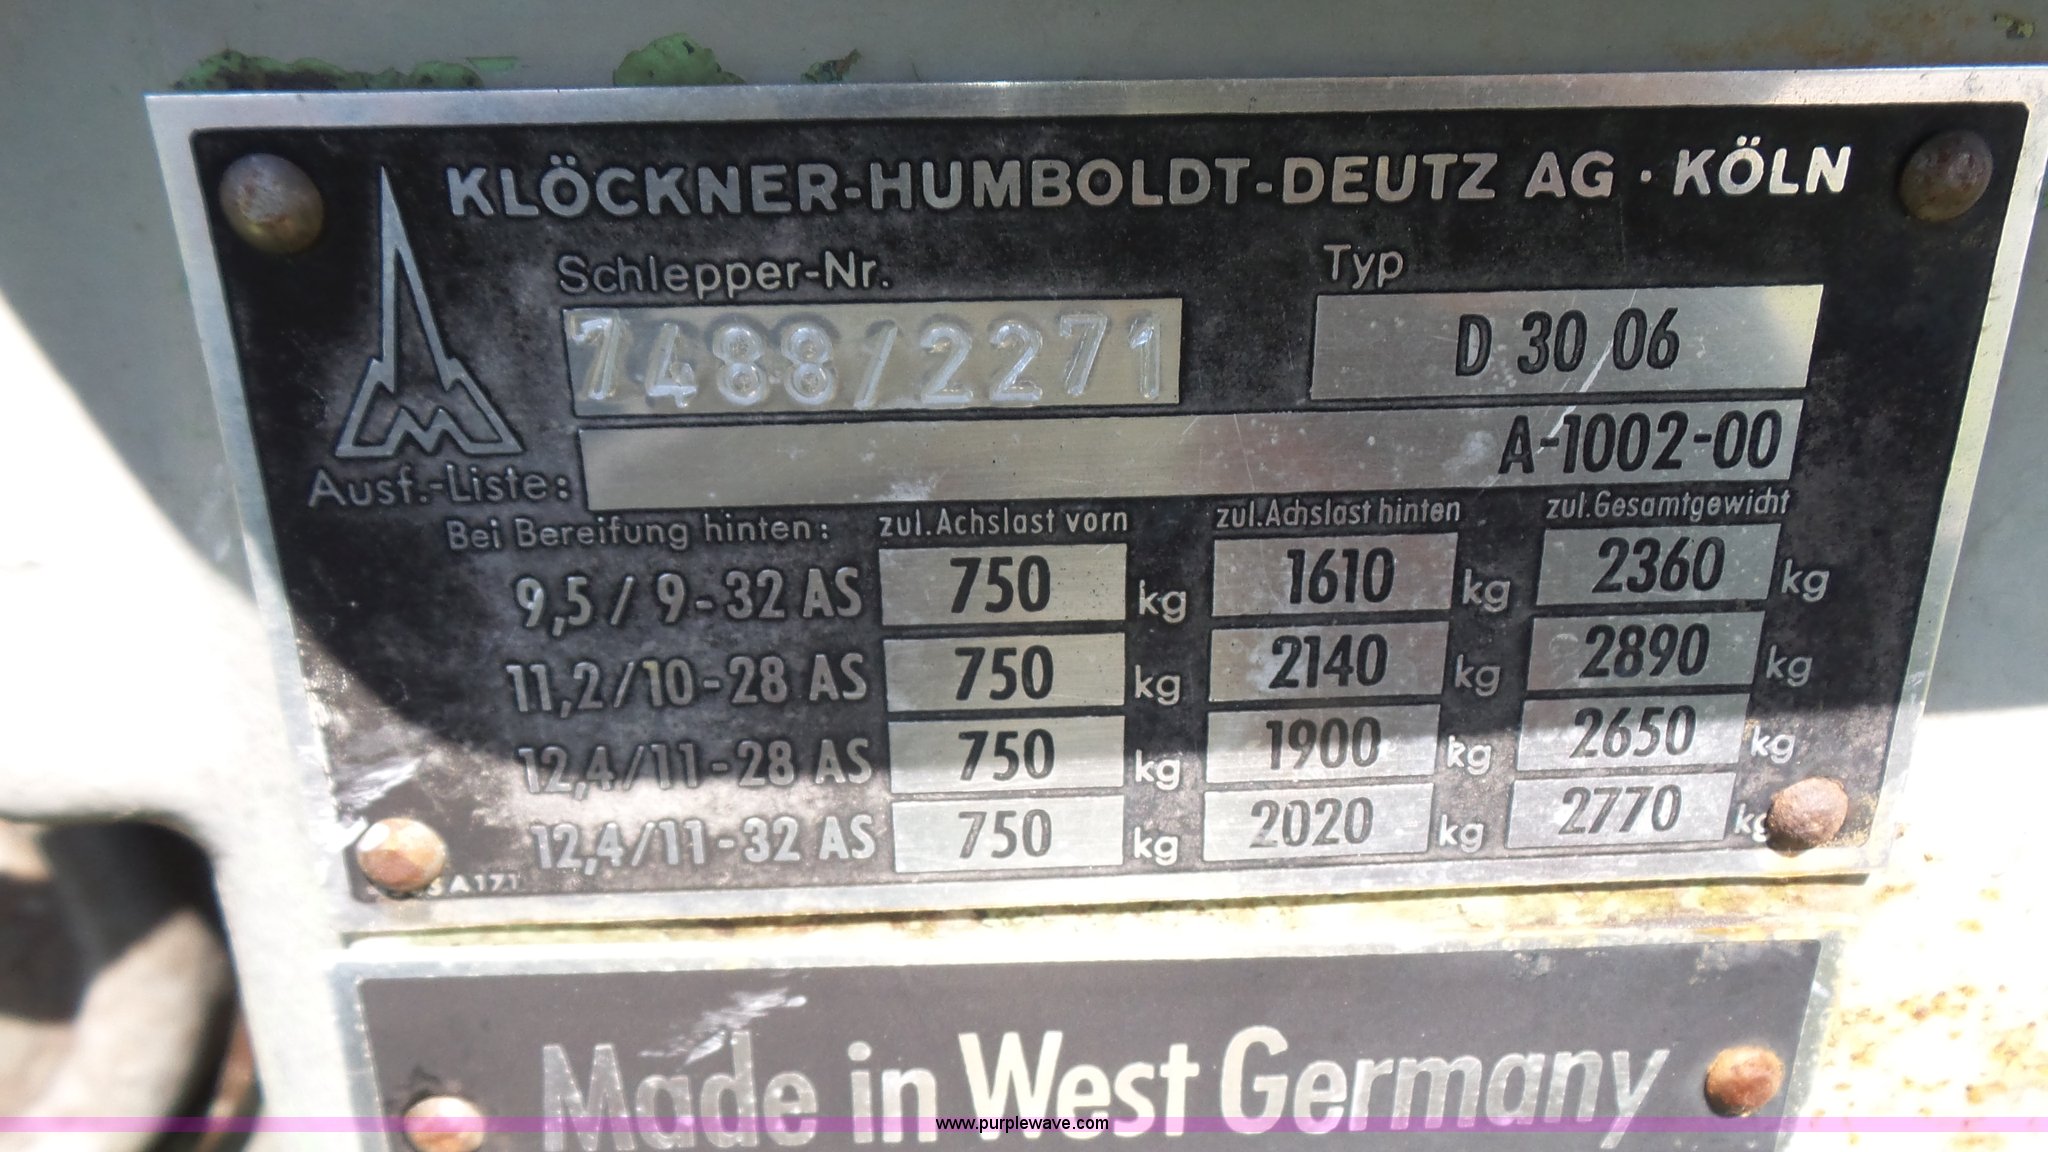 KLÖCKNER-HUMBOLDT-DEUTZ AG · KÖLN
Schlepper-Nr. Typ
7488/2271 D 30 06
Ausf.-Liste: A-1002-00
Bei Bereifung hinten: zul. Achslast vorn zul. Achslast hinten zul. Gesamtgewicht
9,5 / 9-32 AS 750 kg 1610 kg 2360 kg
11,2/10-28 AS 750 kg 2140 kg 2890 kg
12,4/11-28 AS 750 kg 1900 kg 2650 kg
12,4/11-32 AS 750 kg 2020 kg 2770 kg
Made in West Germany
www.purplewave.com